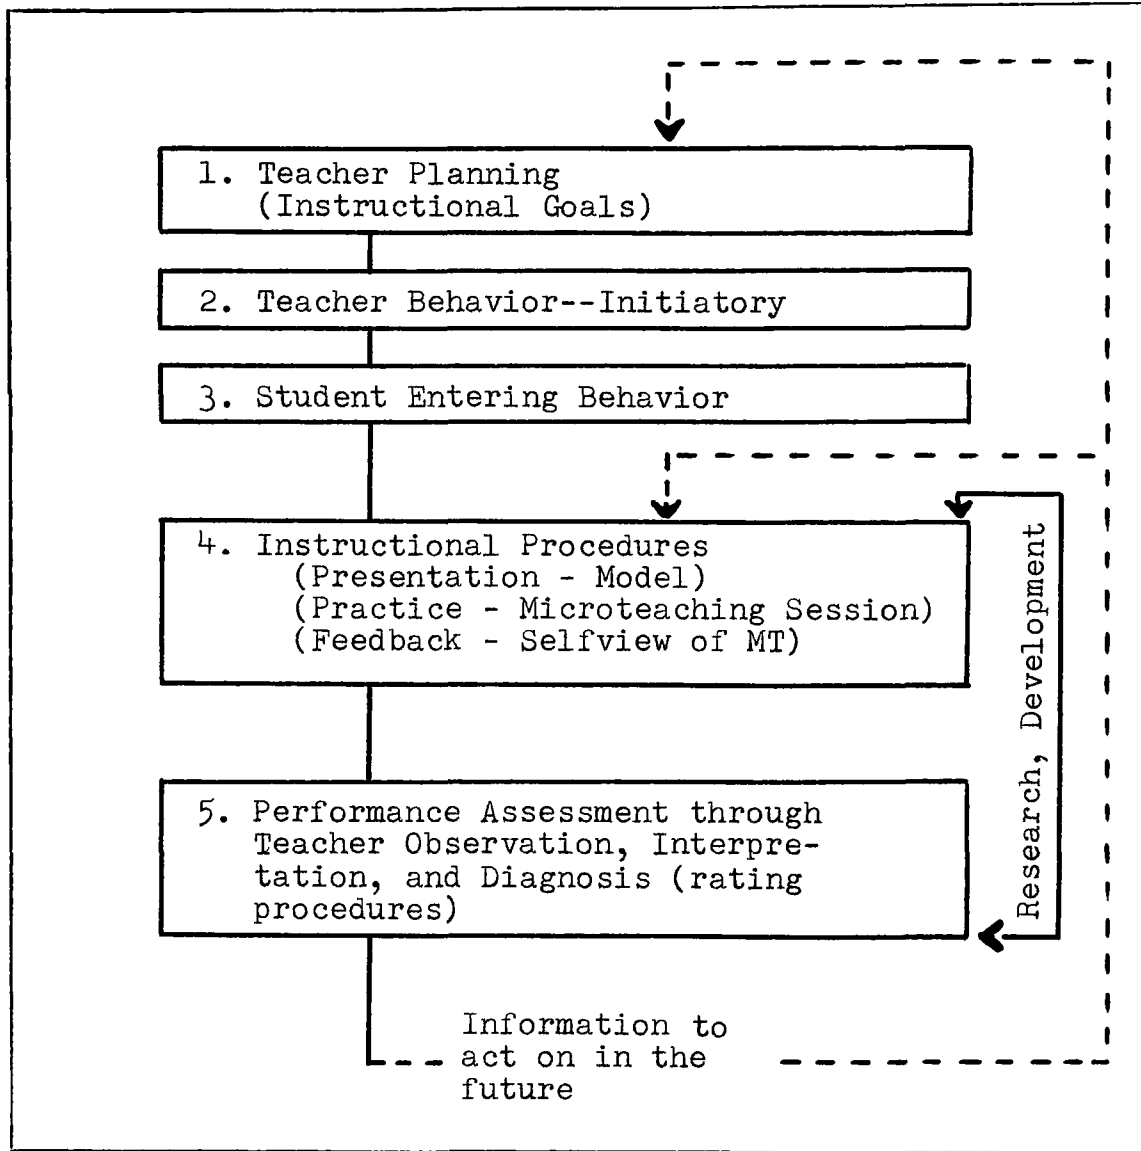 1. Teacher Planning
(Instructional Goals)
2. Teacher Behavior--Initiatory
3. Student Entering Behavior
4. Instructional Procedures
(Presentation - Model)
(Practice - Microteaching Session)
(Feedback - Selfview of MT)
Research, Development
5. Performance Assessment through
Teacher Observation, Interpre-
tation, and Diagnosis (rating
procedures)
Information to
act on in the
future